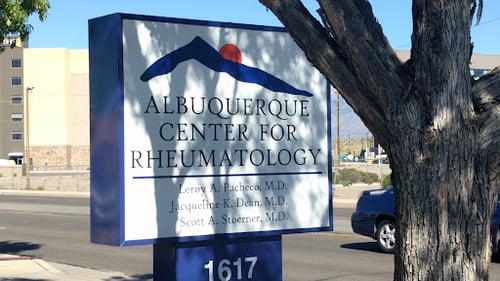 ALBUQUERQUE
CENTER FOR
RHEUMATOLOGY
Leroy A. Pacheco, M.D.
Jacqueline K. Dean, M.D.
Scott A. Stoerner, M.D.
1617